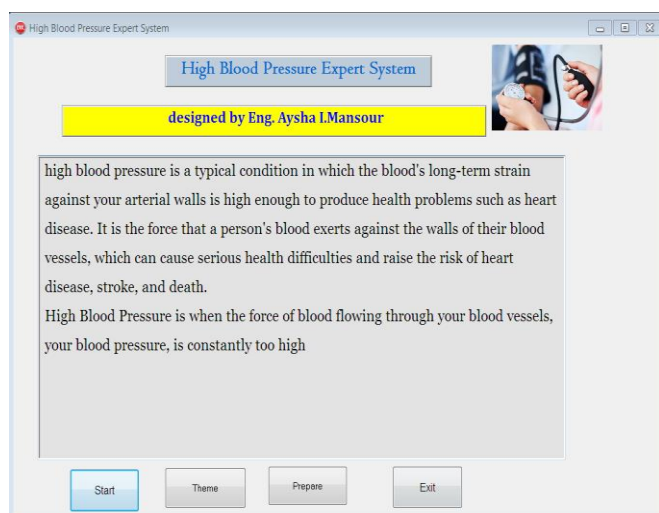 High Blood Pressure Expert System
High Blood Pressure Expert System
designed by Eng. Aysha I.Mansour
high blood pressure is a typical condition in which the blood's long-term strain
against your arterial walls is high enough to produce health problems such as heart
disease. It is the force that a person's blood exerts against the walls of their blood
vessels, which can cause serious health difficulties and raise the risk of heart
disease, stroke, and death.
High Blood Pressure is when the force of blood flowing through your blood vessels,
your blood pressure, is constantly too high
Start Theme Prepare Exit